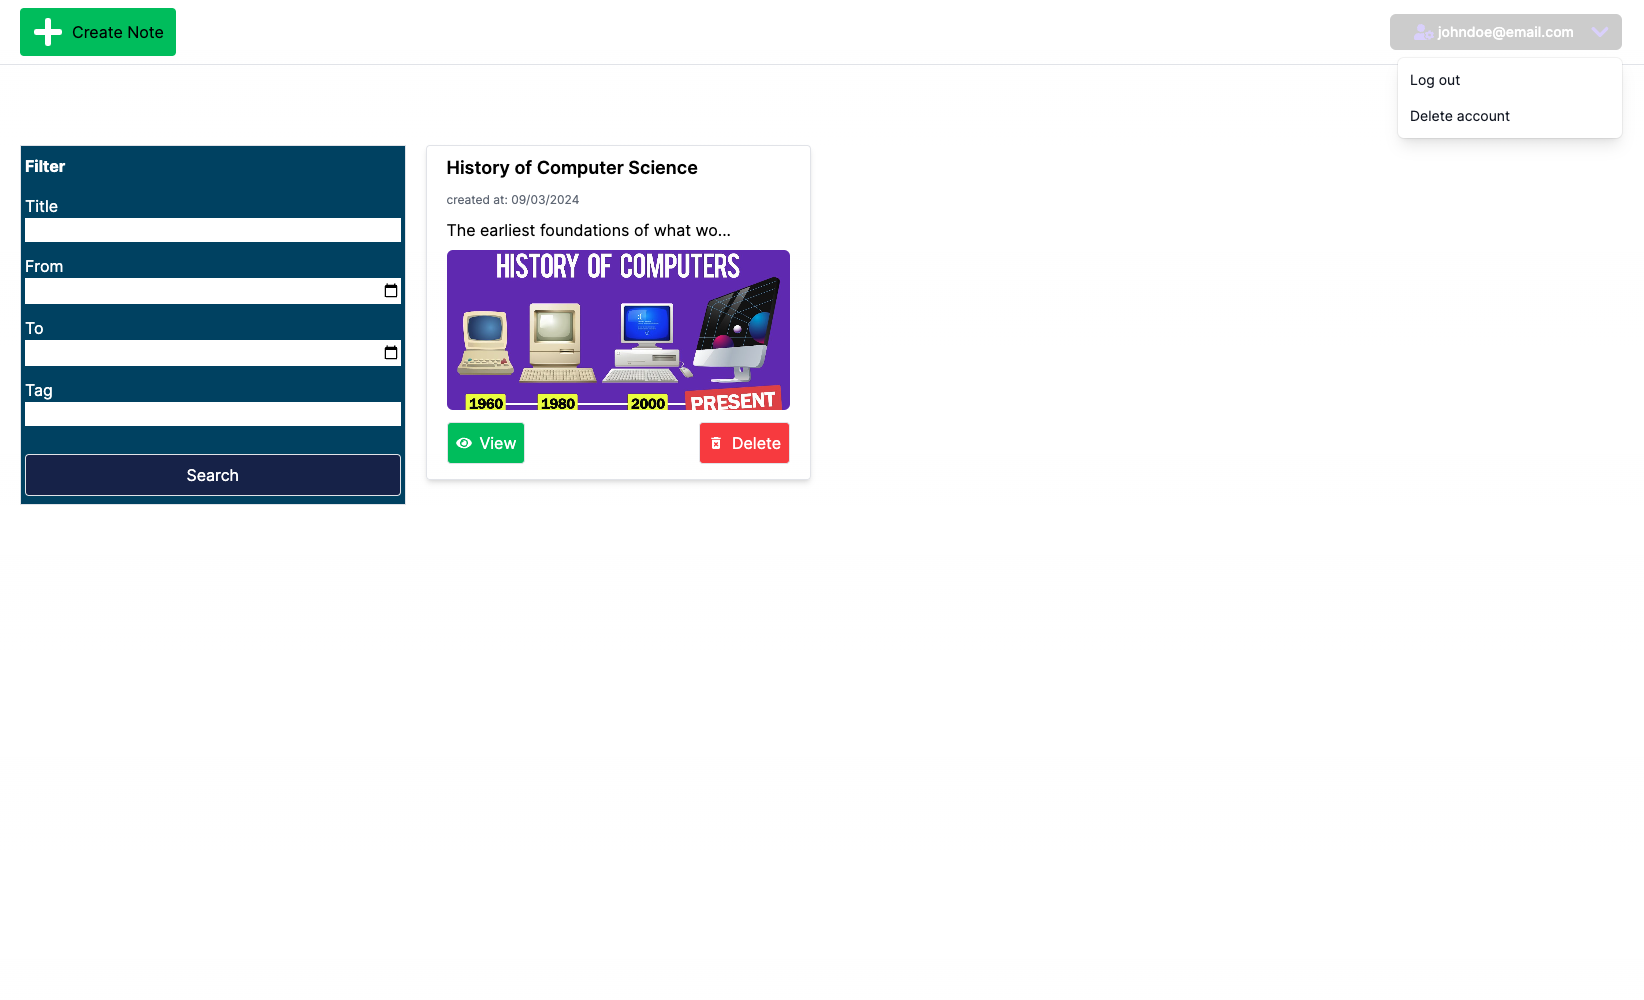 Create Note
johndoe@email.com
Log out
Delete account
Filter
Title
From
To
Tag
Search
History of Computer Science
created at: 09/03/2024
The earliest foundations of what wo...
HISTORY OF COMPUTERS
1960
1980
2000
PRESENT
View
Delete